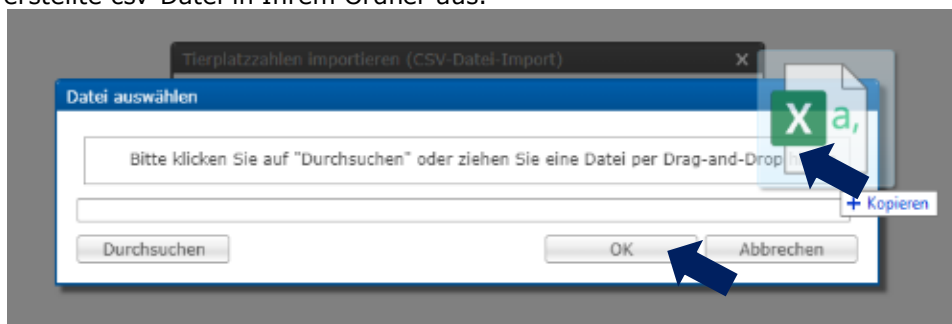 erstellte csv-Datei in Ihrem Ordner aus.
Tierplatzzahlen importieren (CSV-Datei-Import) X
Datei auswählen
X a,
Bitte klicken Sie auf "Durchsuchen" oder ziehen Sie eine Datei per Drag-and-Drop
+ Kopieren
Durchsuchen OK Abbrechen